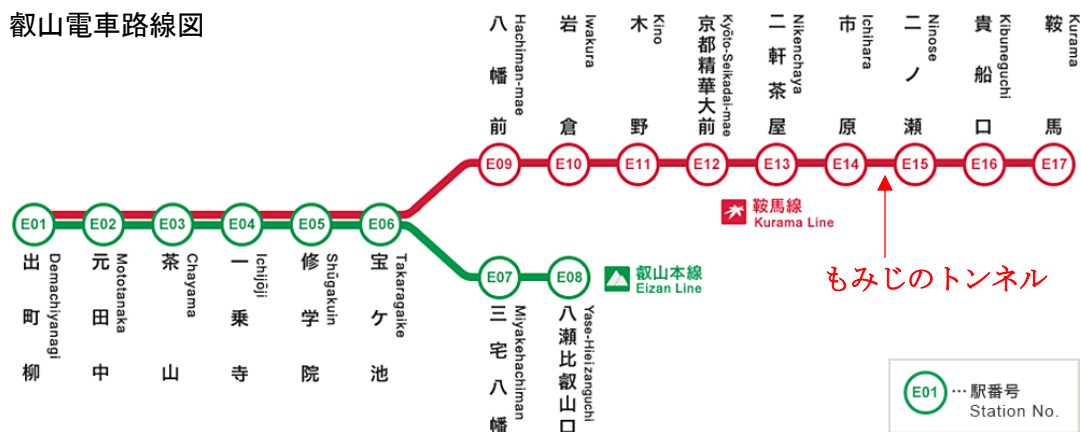 叡山電車路線図
八幡前
Hachiman-mae
岩倉
Iwakura
木野
Kino
京都精華大前
Kyōto-Seikadai-mae
二軒茶屋
Nikenchaya
市原
Ichihara
二ノ瀬
Ninose
貴船口
Kibuneguchi
鞍馬
Kurama
E09
E10
E11
E12
E13
E14
E15
E16
E17
鞍馬線
Kurama Line
もみじのトンネル
E01
E02
E03
E04
E05
E06
出町柳
Demachiyanagi
元田中
Mototanaka
茶山
Chayama
一乗寺
Ichijōji
修学院
Shūgakuin
宝ケ池
Takaragaike
E07
E08
叡山本線
Eizan Line
三宅八幡
Miyakehachiman
八瀬比叡山口
Yase-Hieizanguchi
E01 … 駅番号
Station No.